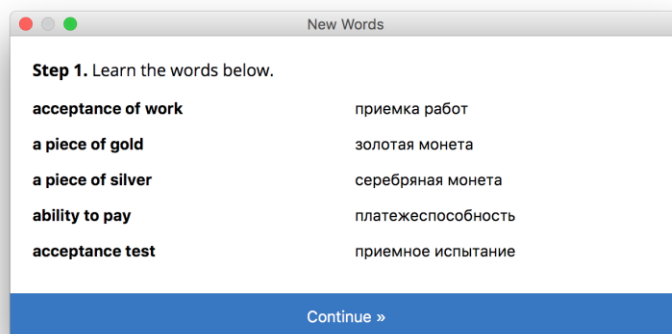 New Words
Step 1. Learn the words below.
acceptance of work приемка работ
a piece of gold золотая монета
a piece of silver серебряная монета
ability to pay платежеспособность
acceptance test приемное испытание
Continue »